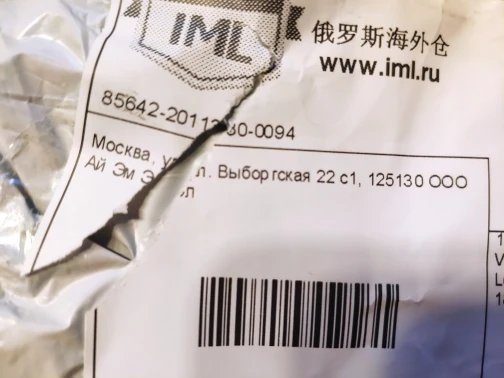 IML
俄罗斯海外仓
www.iml.ru
85642-2011 30-0094
Москва, л. Выборгская 22 с1, 125130 ООО
Ай Эм